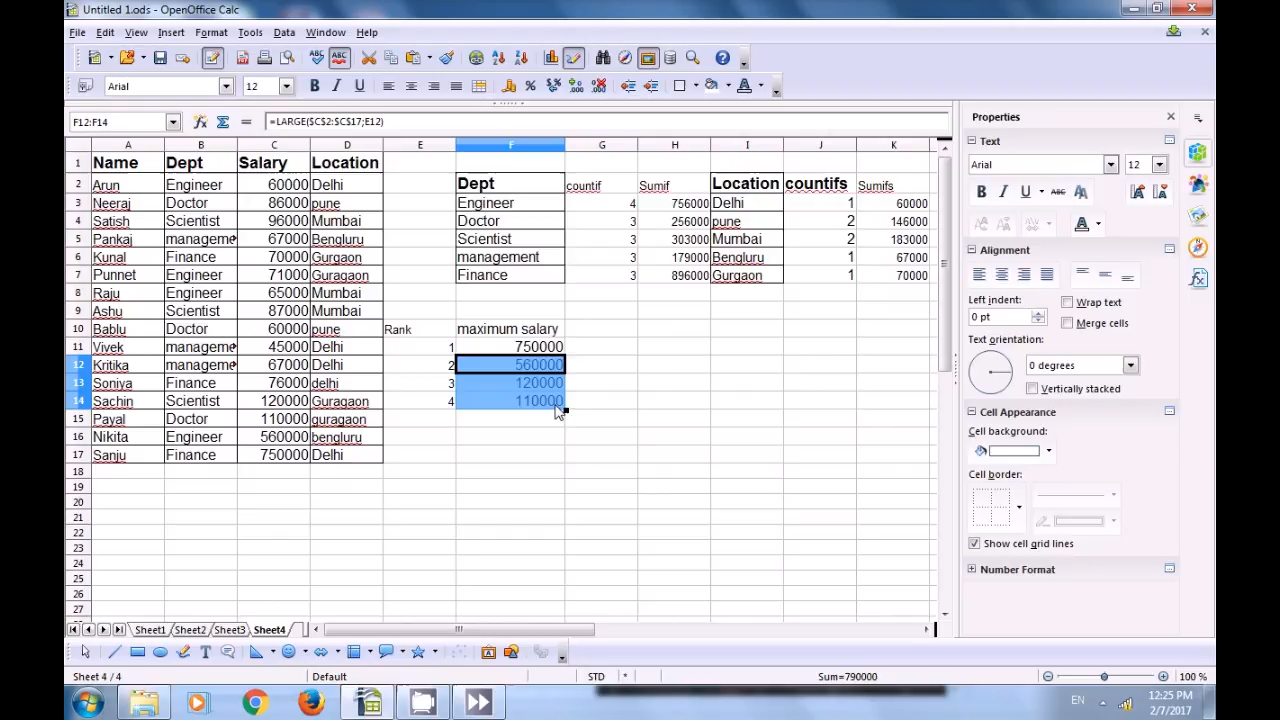 Untitled 1.ods - OpenOffice Calc
File Edit View Insert Format Tools Data Window Help
Arial 12
F12:F14 =LARGE($C$2:$C$17;E12)
A B C D E F G H I J K
1 Name Dept Salary Location
2 Arun Engineer 60000 Delhi Dept countif Sumif Location countifs Sumifs
3 Neeraj Doctor 86000 pune Engineer 4 756000 Delhi 1 60000
4 Satish Scientist 96000 Mumbai Doctor 3 256000 pune 2 146000
5 Pankaj manageme 67000 Bengluru Scientist 3 303000 Mumbai 2 183000
6 Kunal Finance 70000 Gurgaon management 3 179000 Bengluru 1 67000
7 Punnet Engineer 71000 Guragaon Finance 3 896000 Gurgaon 1 70000
8 Raju Engineer 65000 Mumbai
9 Ashu Scientist 87000 Mumbai
10 Bablu Doctor 60000 pune Rank maximum salary
11 Vivek manageme 45000 Delhi 1 750000
12 Kritika manageme 67000 Delhi 2 560000
13 Soniya Finance 76000 delhi 3 120000
14 Sachin Scientist 120000 Guragaon 4 110000
15 Payal Doctor 110000 guragaon
16 Nikita Engineer 560000 bengluru
17 Sanju Finance 750000 Delhi
18
19
20
21
22
23
24
25
26
27
Sheet1 Sheet2 Sheet3 Sheet4
Sheet 4 / 4 Default STD * Sum=790000 100 %
Properties
Text
Arial 12
Alignment
Left indent:
0 pt
Wrap text
Merge cells
Text orientation:
0 degrees
Vertically stacked
Cell Appearance
Cell background:
Cell border:
Show cell grid lines
Number Format
EN
12:25 PM
2/7/2017